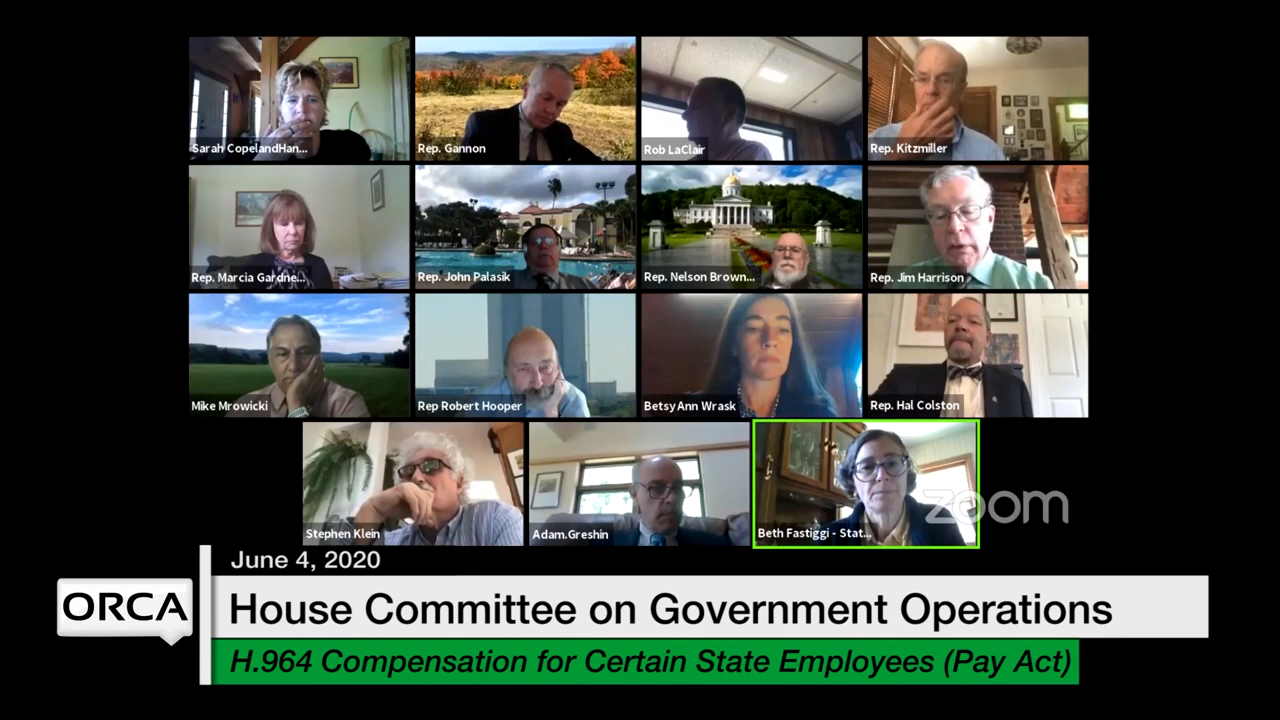 Sarah CopelandHan...
Rep. Gannon
Rob LaClair
Rep. Kitzmiller
Rep. Marcia Gardne...
Rep. John Palasik
Rep. Nelson Brown...
Rep. Jim Harrison
Mike Mrowicki
Rep Robert Hooper
BetsyAnn Wrask
Rep. Hal Colston
Stephen Klein
Adam.Greshin
Beth Fastiggi - Stat...
zoom
June 4, 2020
ORCA
House Committee on Government Operations
H.964 Compensation for Certain State Employees (Pay Act)